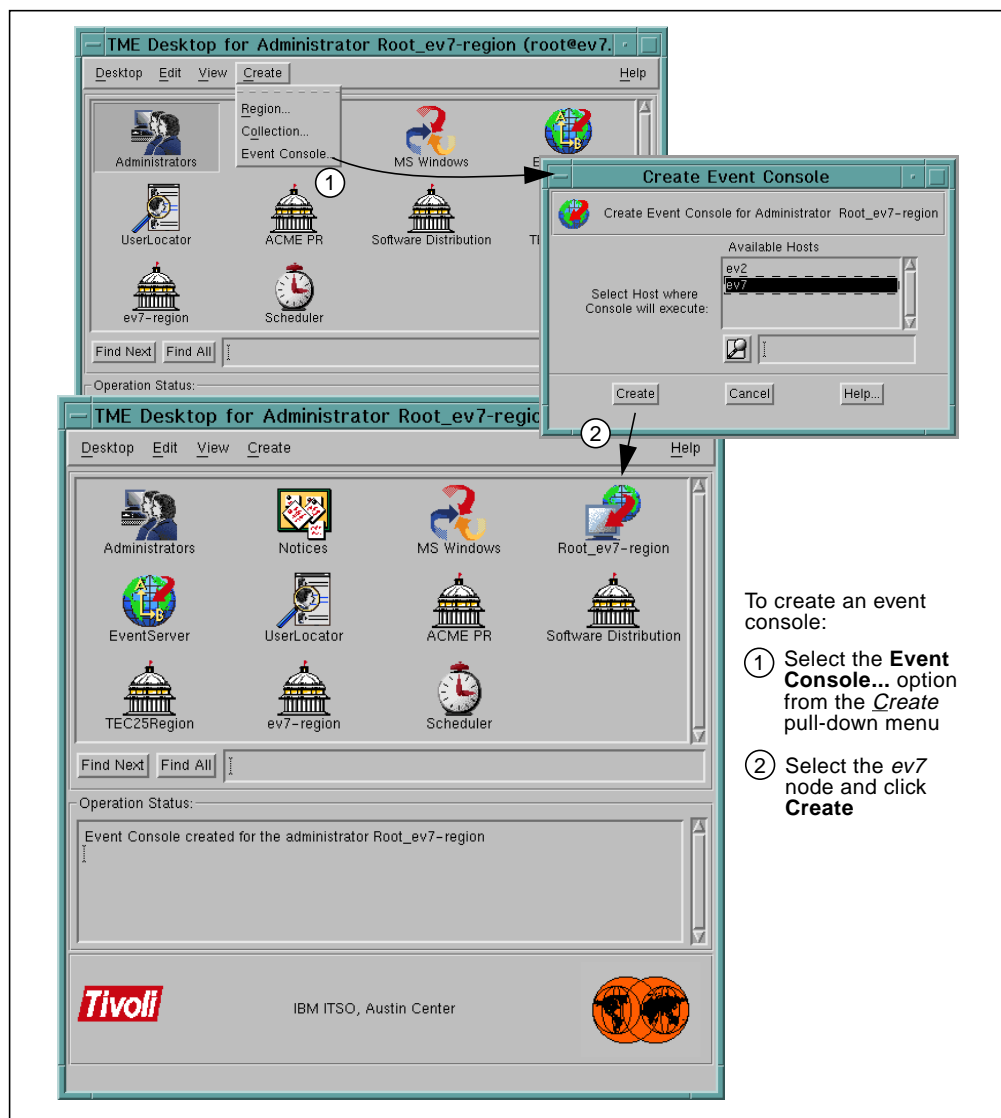 TME Desktop for Administrator Root_ev7-region (root@ev7.
Desktop Edit View Create Help
Region...
Collection...
Event Console...
Administrators
MS Windows
1
UserLocator
ACME PR
Software Distribution
ev7-region
Scheduler
Find Next Find All
Operation Status:
Create Event Console
Create Event Console for Administrator Root_ev7-region
Available Hosts
ev2
ev7
Select Host where
Console will execute:
Create Cancel Help...
2
TME Desktop for Administrator
Desktop Edit View Create Help
Administrators
Notices
MS Windows
Root_ev7-region
EventServer
UserLocator
ACME PR
Software Distribution
TEC25Region
ev7-region
Scheduler
Find Next Find All
Operation Status:
Event Console created for the administrator Root_ev7-region
Tivoli
IBM ITSO, Austin Center
To create an event
console:
1 Select the Event
Console... option
from the Create
pull-down menu
2 Select the ev7
node and click
Create